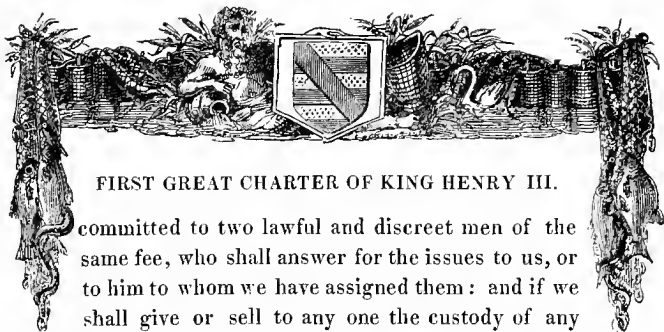 FIRST GREAT CHARTER OF KING HENRY III.
committed to two lawful and discreet men of the
same fee, who shall answer for the issues to us, or
to him to whom we have assigned them : and if we
shall give or sell to any one the custody of any